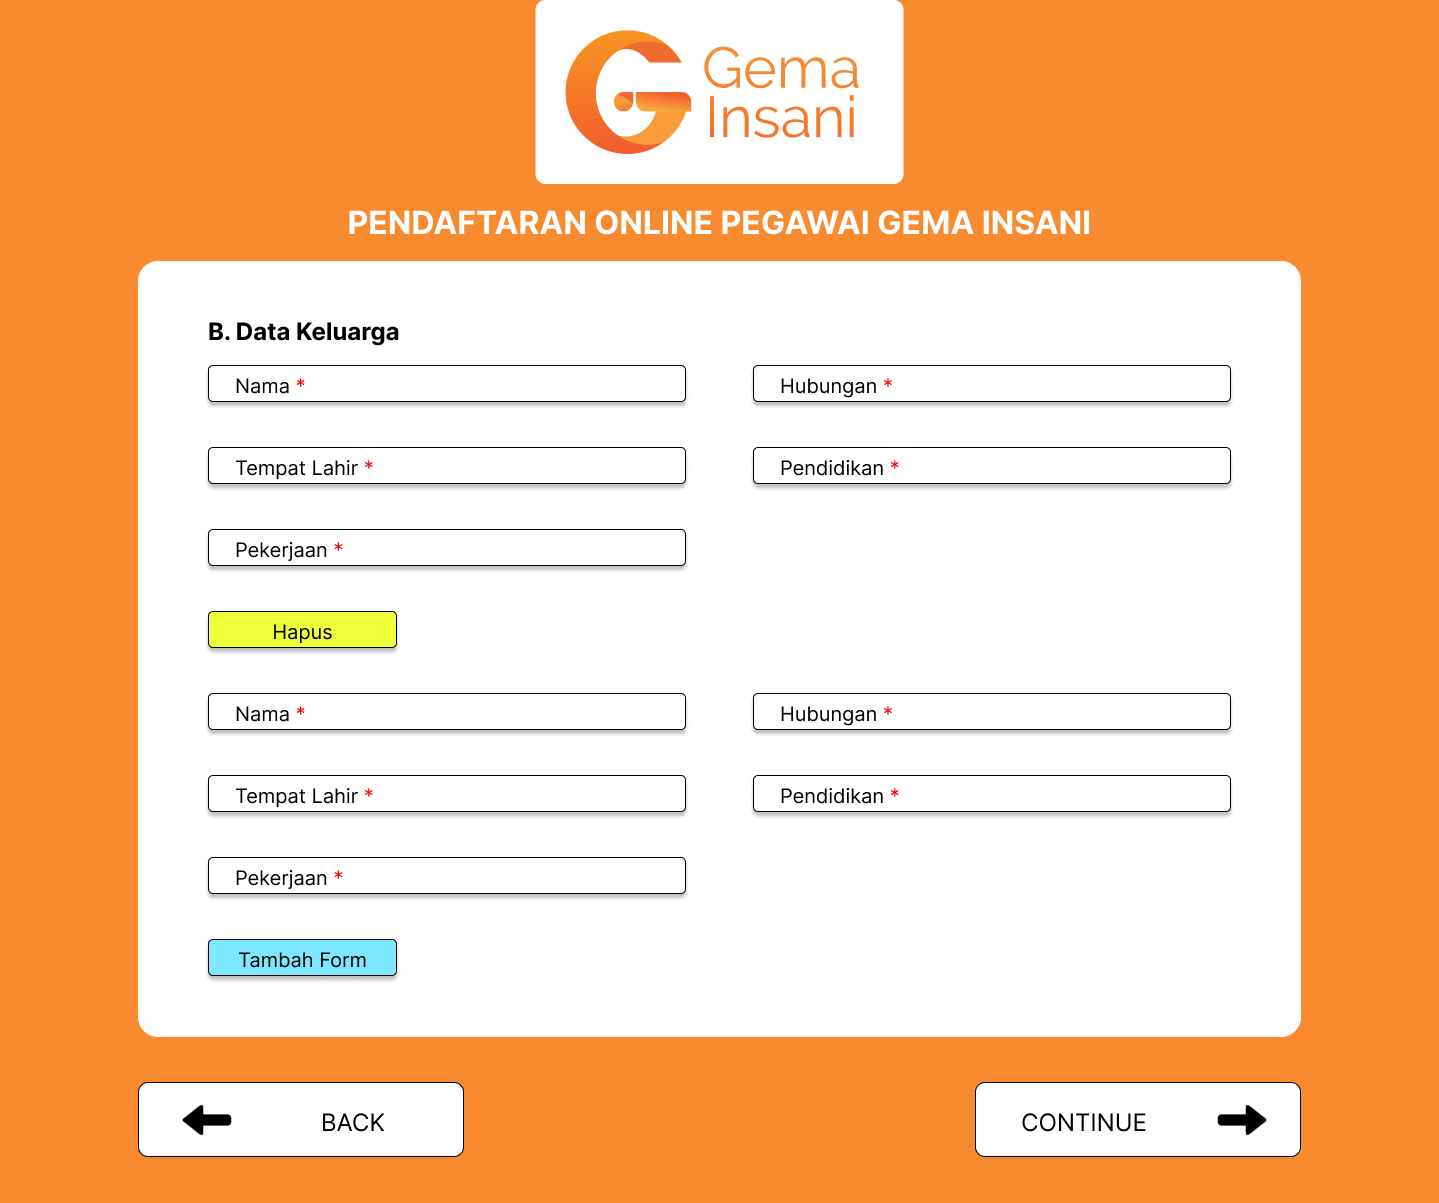 Gema
Insani
PENDAFTARAN ONLINE PEGAWAI GEMA INSANI
B. Data Keluarga
Nama *
Hubungan *
Tempat Lahir *
Pendidikan *
Pekerjaan *
Hapus
Nama *
Hubungan *
Tempat Lahir *
Pendidikan *
Pekerjaan *
Tambah Form
BACK
CONTINUE